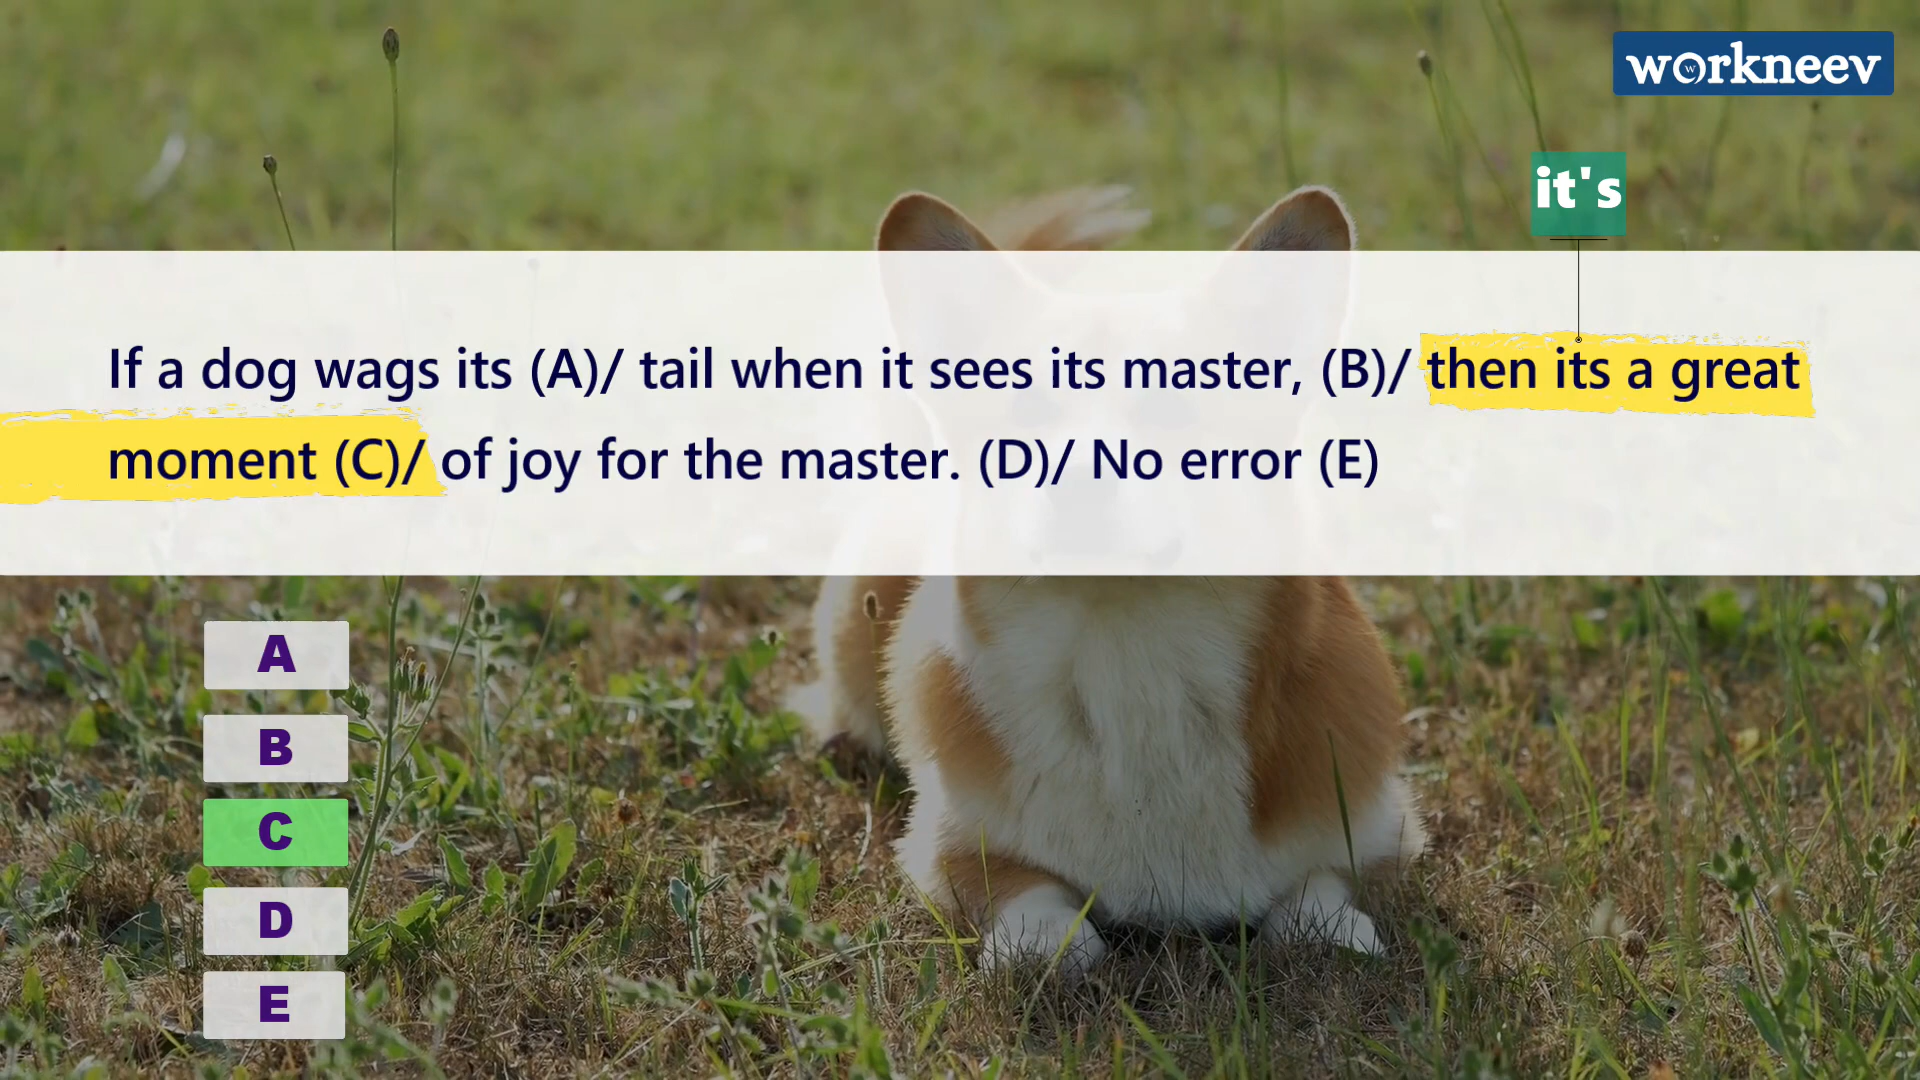 workneev
it's
If a dog wags its (A)/ tail when it sees its master, (B)/ then its a great
moment (C)/ of joy for the master. (D)/ No error (E)
A
B
C
D
E